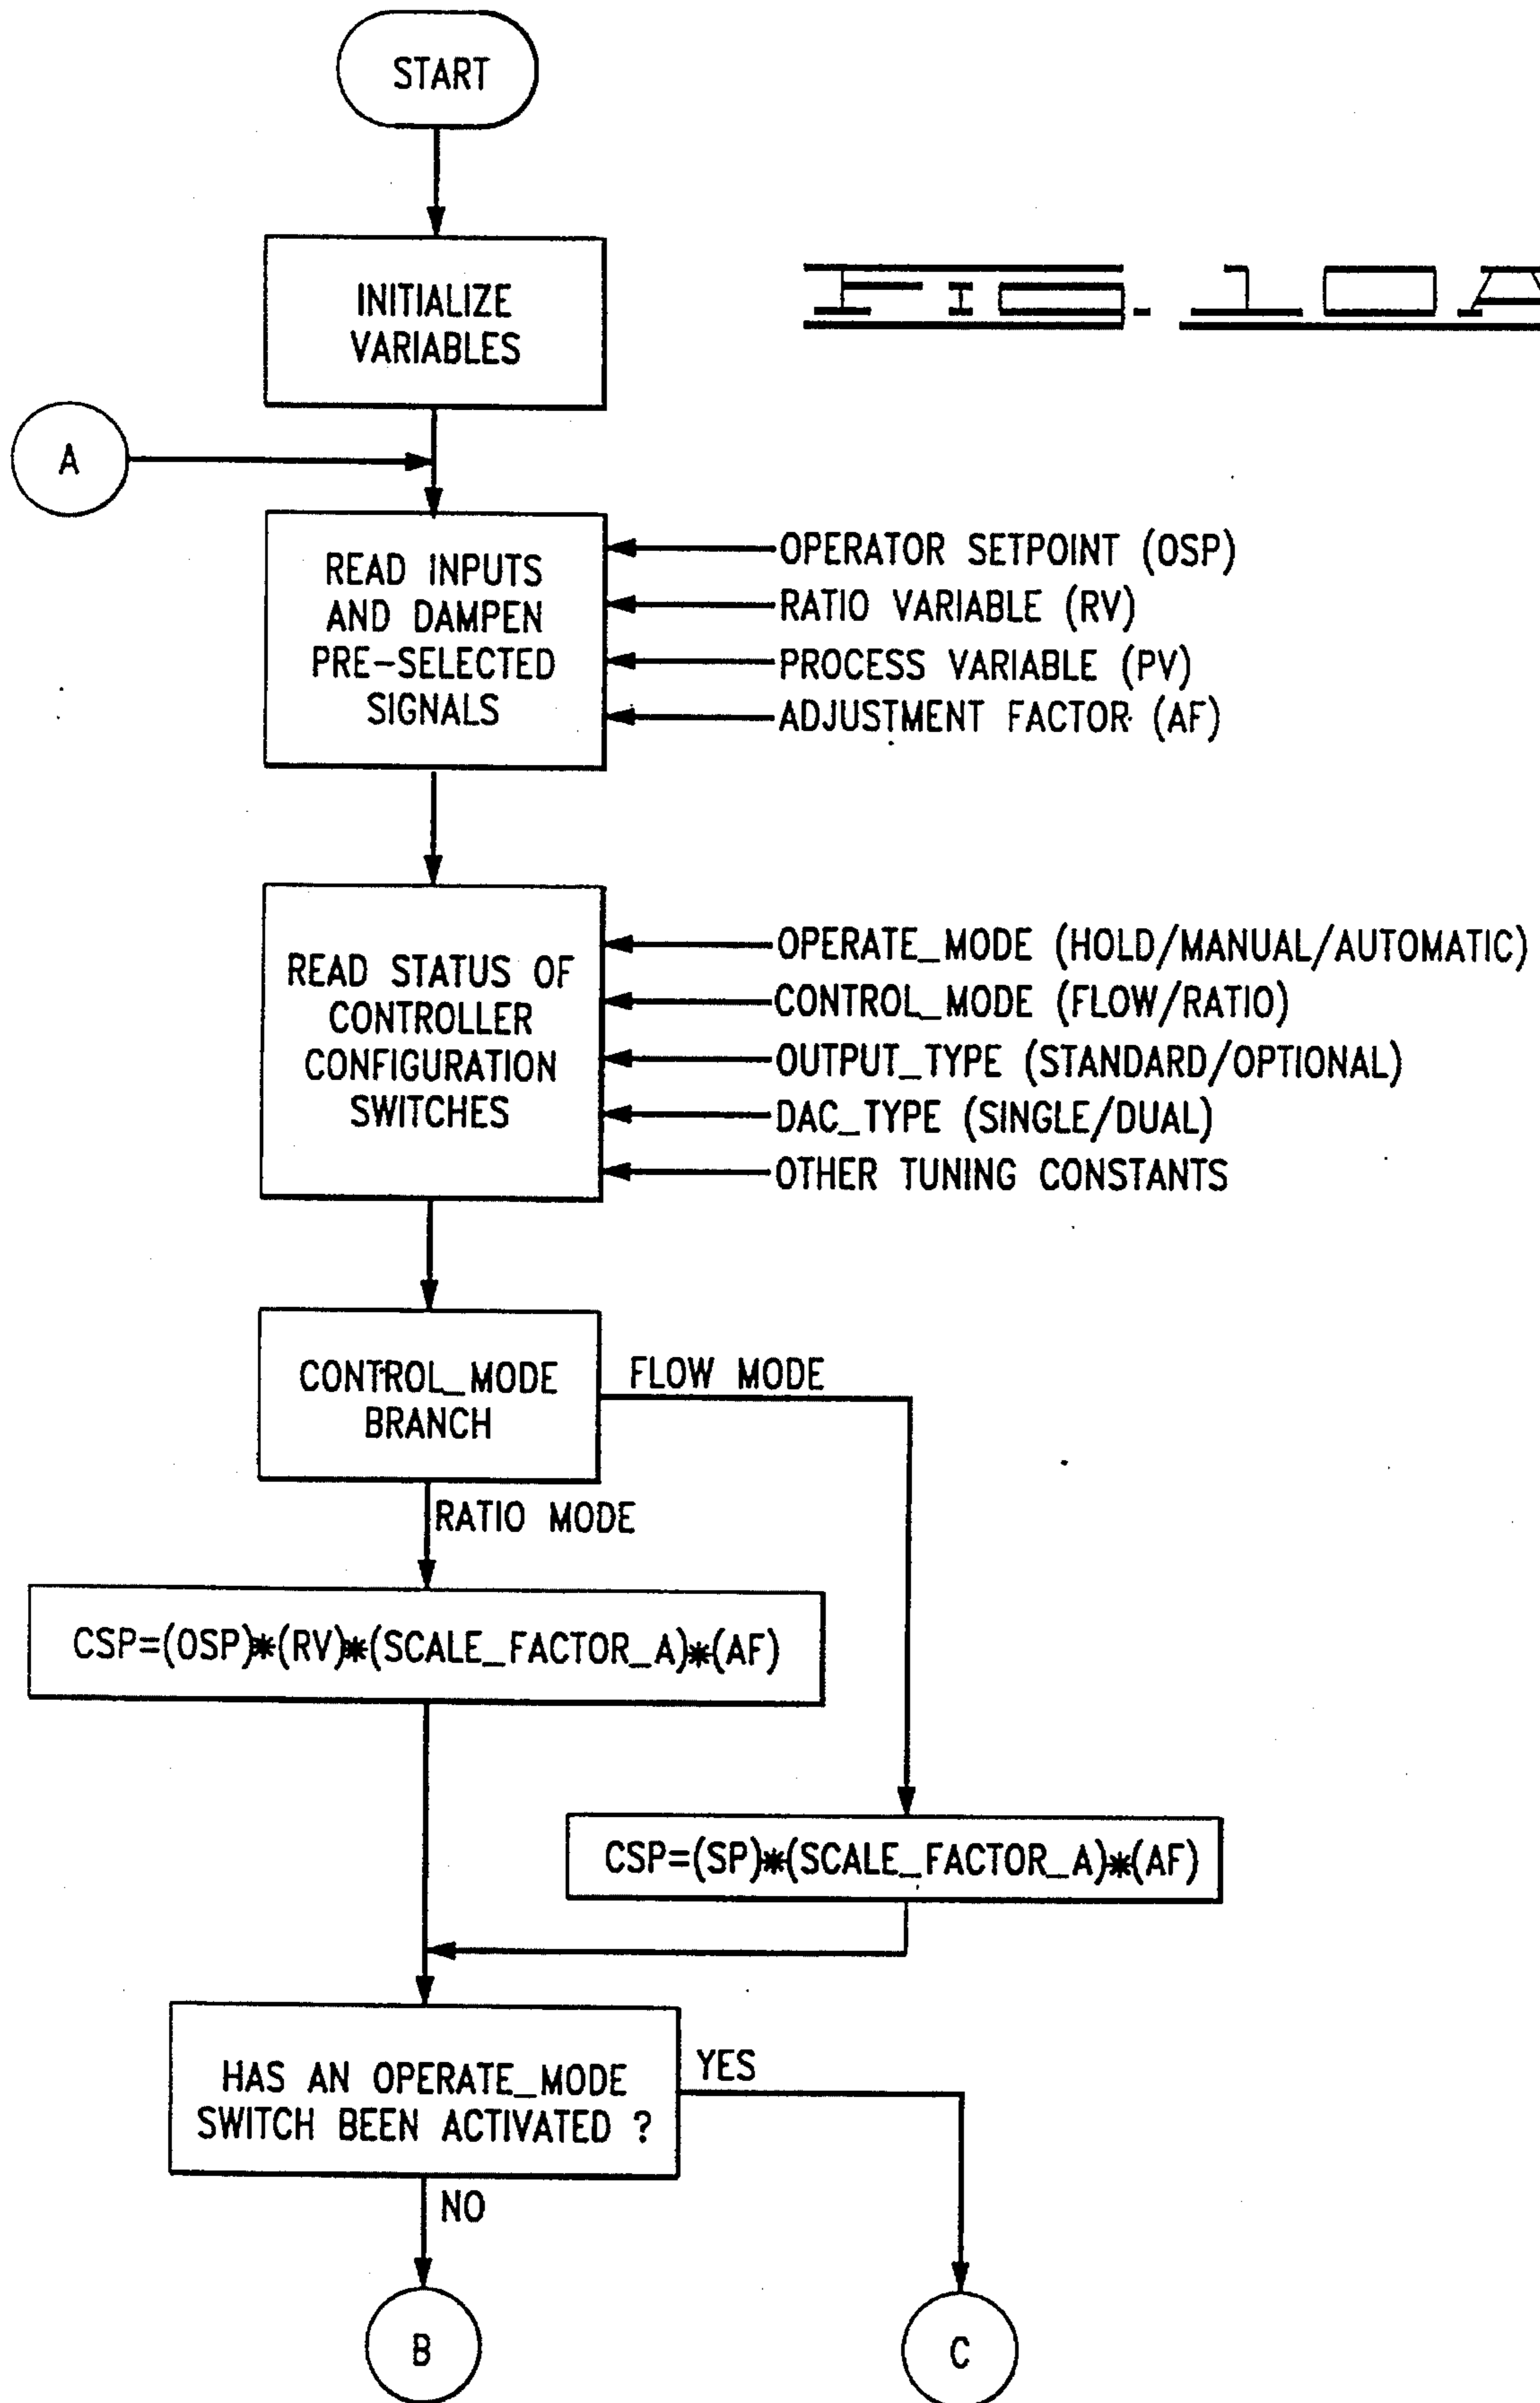 START
INITIALIZE
VARIABLES
FIG. 10A
A
READ INPUTS
AND DAMPEN
PRE-SELECTED
SIGNALS
OPERATOR SETPOINT (OSP)
RATIO VARIABLE (RV)
PROCESS VARIABLE (PV)
ADJUSTMENT FACTOR (AF)
READ STATUS OF
CONTROLLER
CONFIGURATION
SWITCHES
OPERATE_MODE (HOLD/MANUAL/AUTOMATIC)
CONTROL_MODE (FLOW/RATIO)
OUTPUT_TYPE (STANDARD/OPTIONAL)
DAC_TYPE (SINGLE/DUAL)
OTHER TUNING CONSTANTS
CONTROL_MODE
BRANCH
FLOW MODE
RATIO MODE
CSP=(OSP)*(RV)*(SCALE_FACTOR_A)*(AF)
CSP=(SP)*(SCALE_FACTOR_A)*(AF)
HAS AN OPERATE_MODE
SWITCH BEEN ACTIVATED ?
YES
NO
B
C